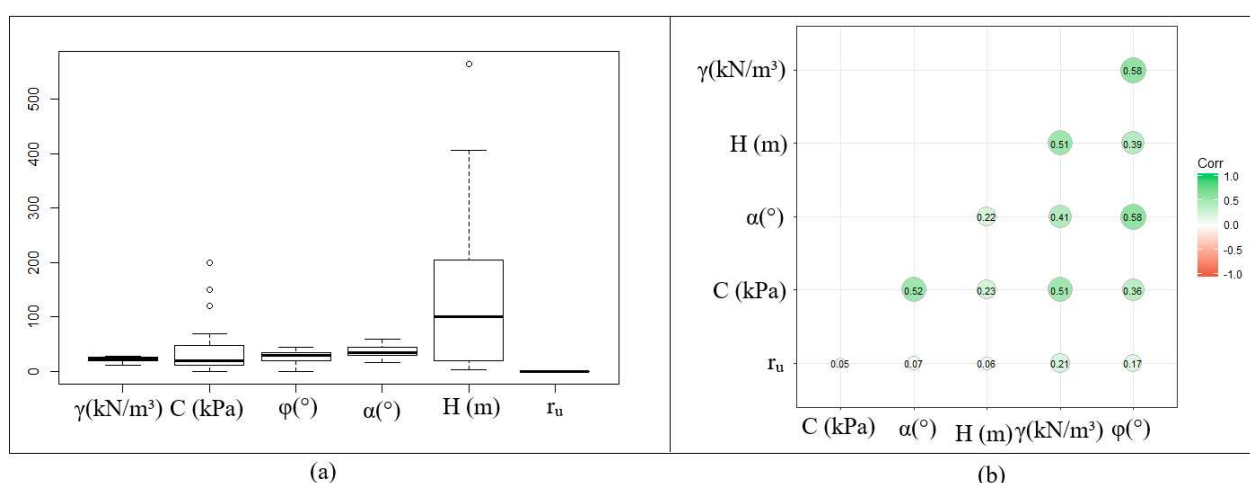 500
400
300
200
100
0
γ(kN/m³) C (kPa) φ(°) α(°) H (m) rᵤ
(a)
γ(kN/m³) 0.58
H (m) 0.51 0.39
α(°) 0.22 0.41 0.58
C (kPa) 0.52 0.23 0.51 0.36
rᵤ 0.05 0.07 0.06 0.21 0.17
C (kPa) α(°) H (m) γ(kN/m³) φ(°)
Corr
1.0
0.5
0.0
-0.5
-1.0
(b)